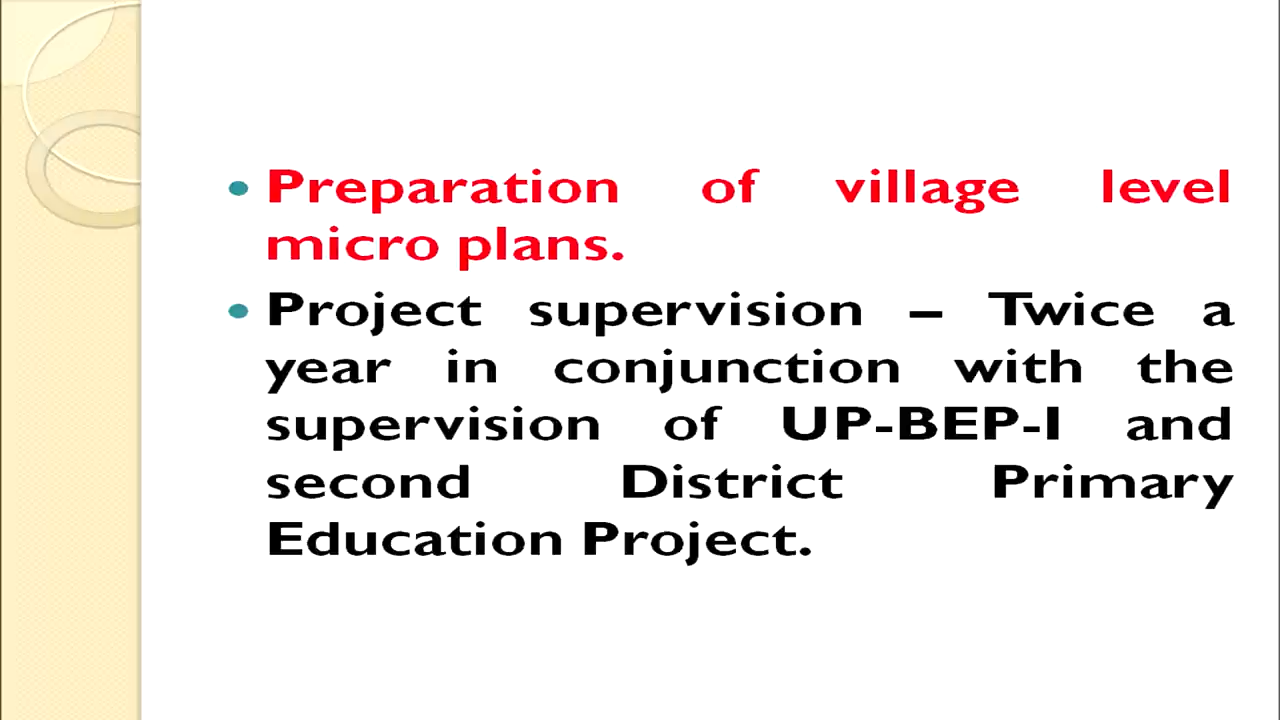 • Preparation of village level
micro plans.
• Project supervision – Twice a
year in conjunction with the
supervision of UP-BEP-I and
second District Primary
Education Project.